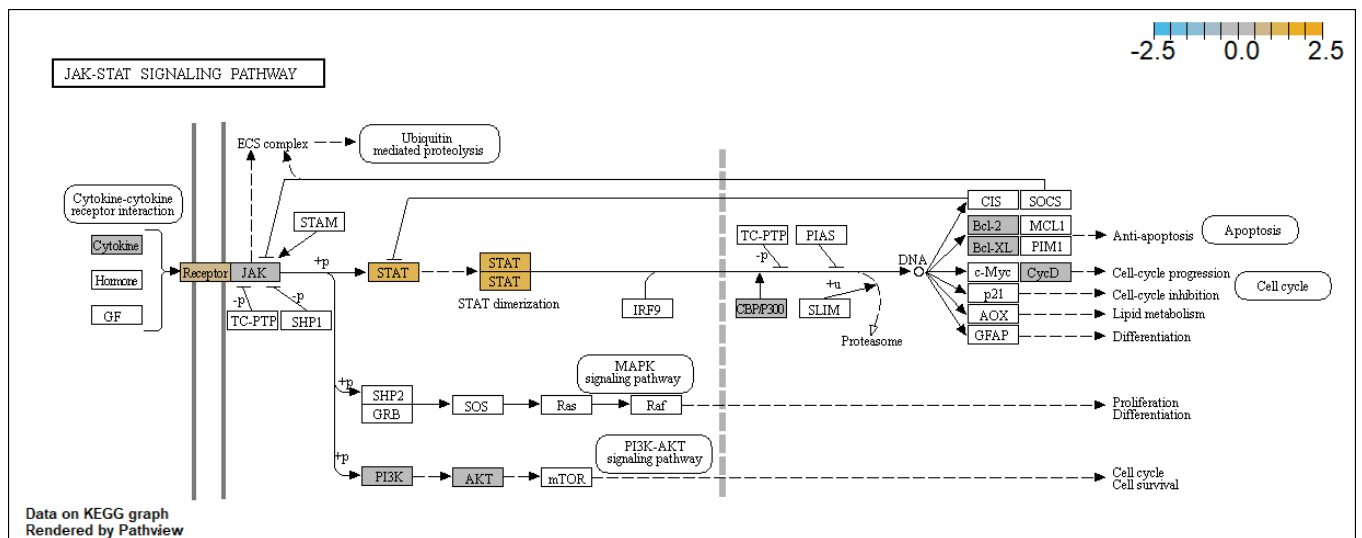 -2.5 0.0 2.5
JAK-STAT SIGNALING PATHWAY
ECS complex
Ubiquitin
mediated proteolysis
Cytokine-cytokine
receptor interaction
Cytokine
Hormone
GF
Receptor
JAK
STAM
-p
-p
TC-PTP
SHP1
+p
STAT
STAT
STAT
STAT dimerization
IRF9
TC-PTP
PIAS
-p
+u
CBP/P300
SLIM
Proteasome
DNA
CIS
SOCS
Bcl-2
MCL1
Bcl-XL
PIM1
Anti-apoptosis
Apoptosis
c-Myc
CycD
Cell-cycle progression
p21
Cell-cycle inhibition
Cell cycle
AOX
Lipid metabolism
GFAP
Differentiation
+p
SHP2
GRB
SOS
Ras
Raf
MAPK
signaling pathway
Proliferation
Differentiation
+p
PI3K
AKT
mTOR
PI3K-AKT
signaling pathway
Cell cycle
Cell survival
Data on KEGG graph
Rendered by Pathview